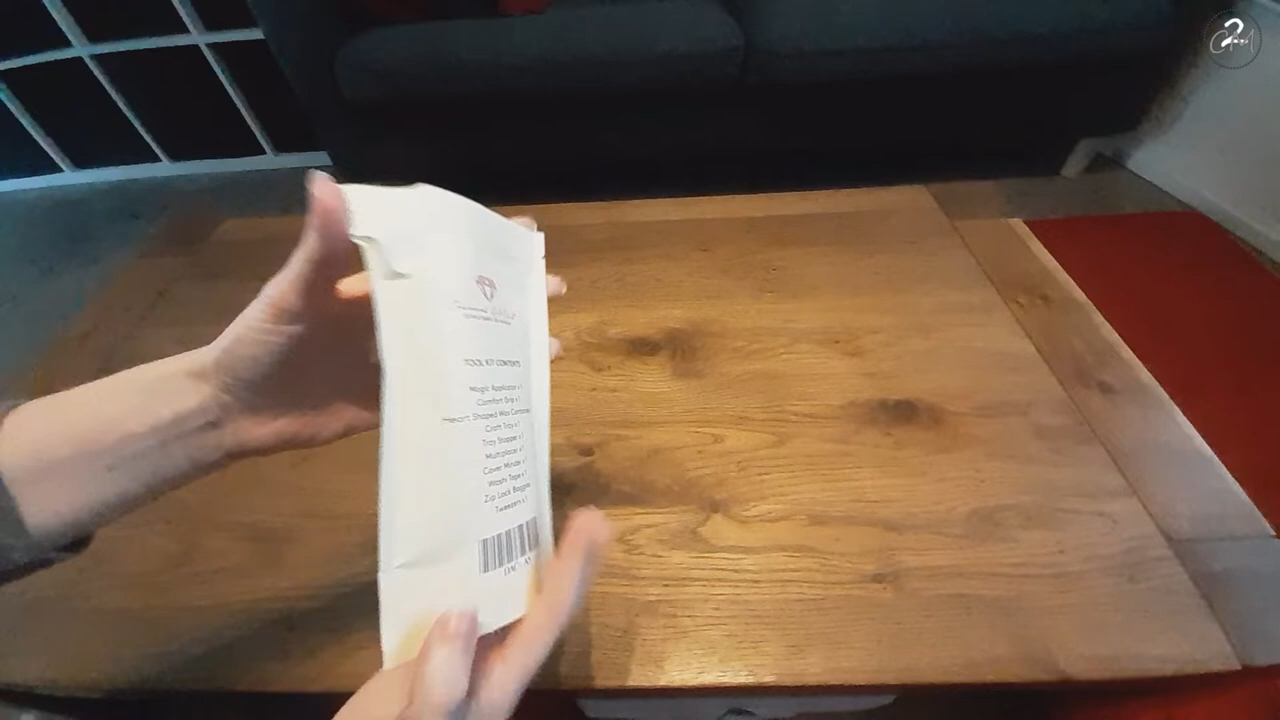 TOOL KIT CONTENTS
Magic Applicator x1
Comfort Grip x1
Heart Shaped Wax Container
Craft Tray x1
Tray Stopper x1
Multiplacer x1
Cover Minder x1
Washi Tape x1
Zip Lock Baggies
Tweezers x1